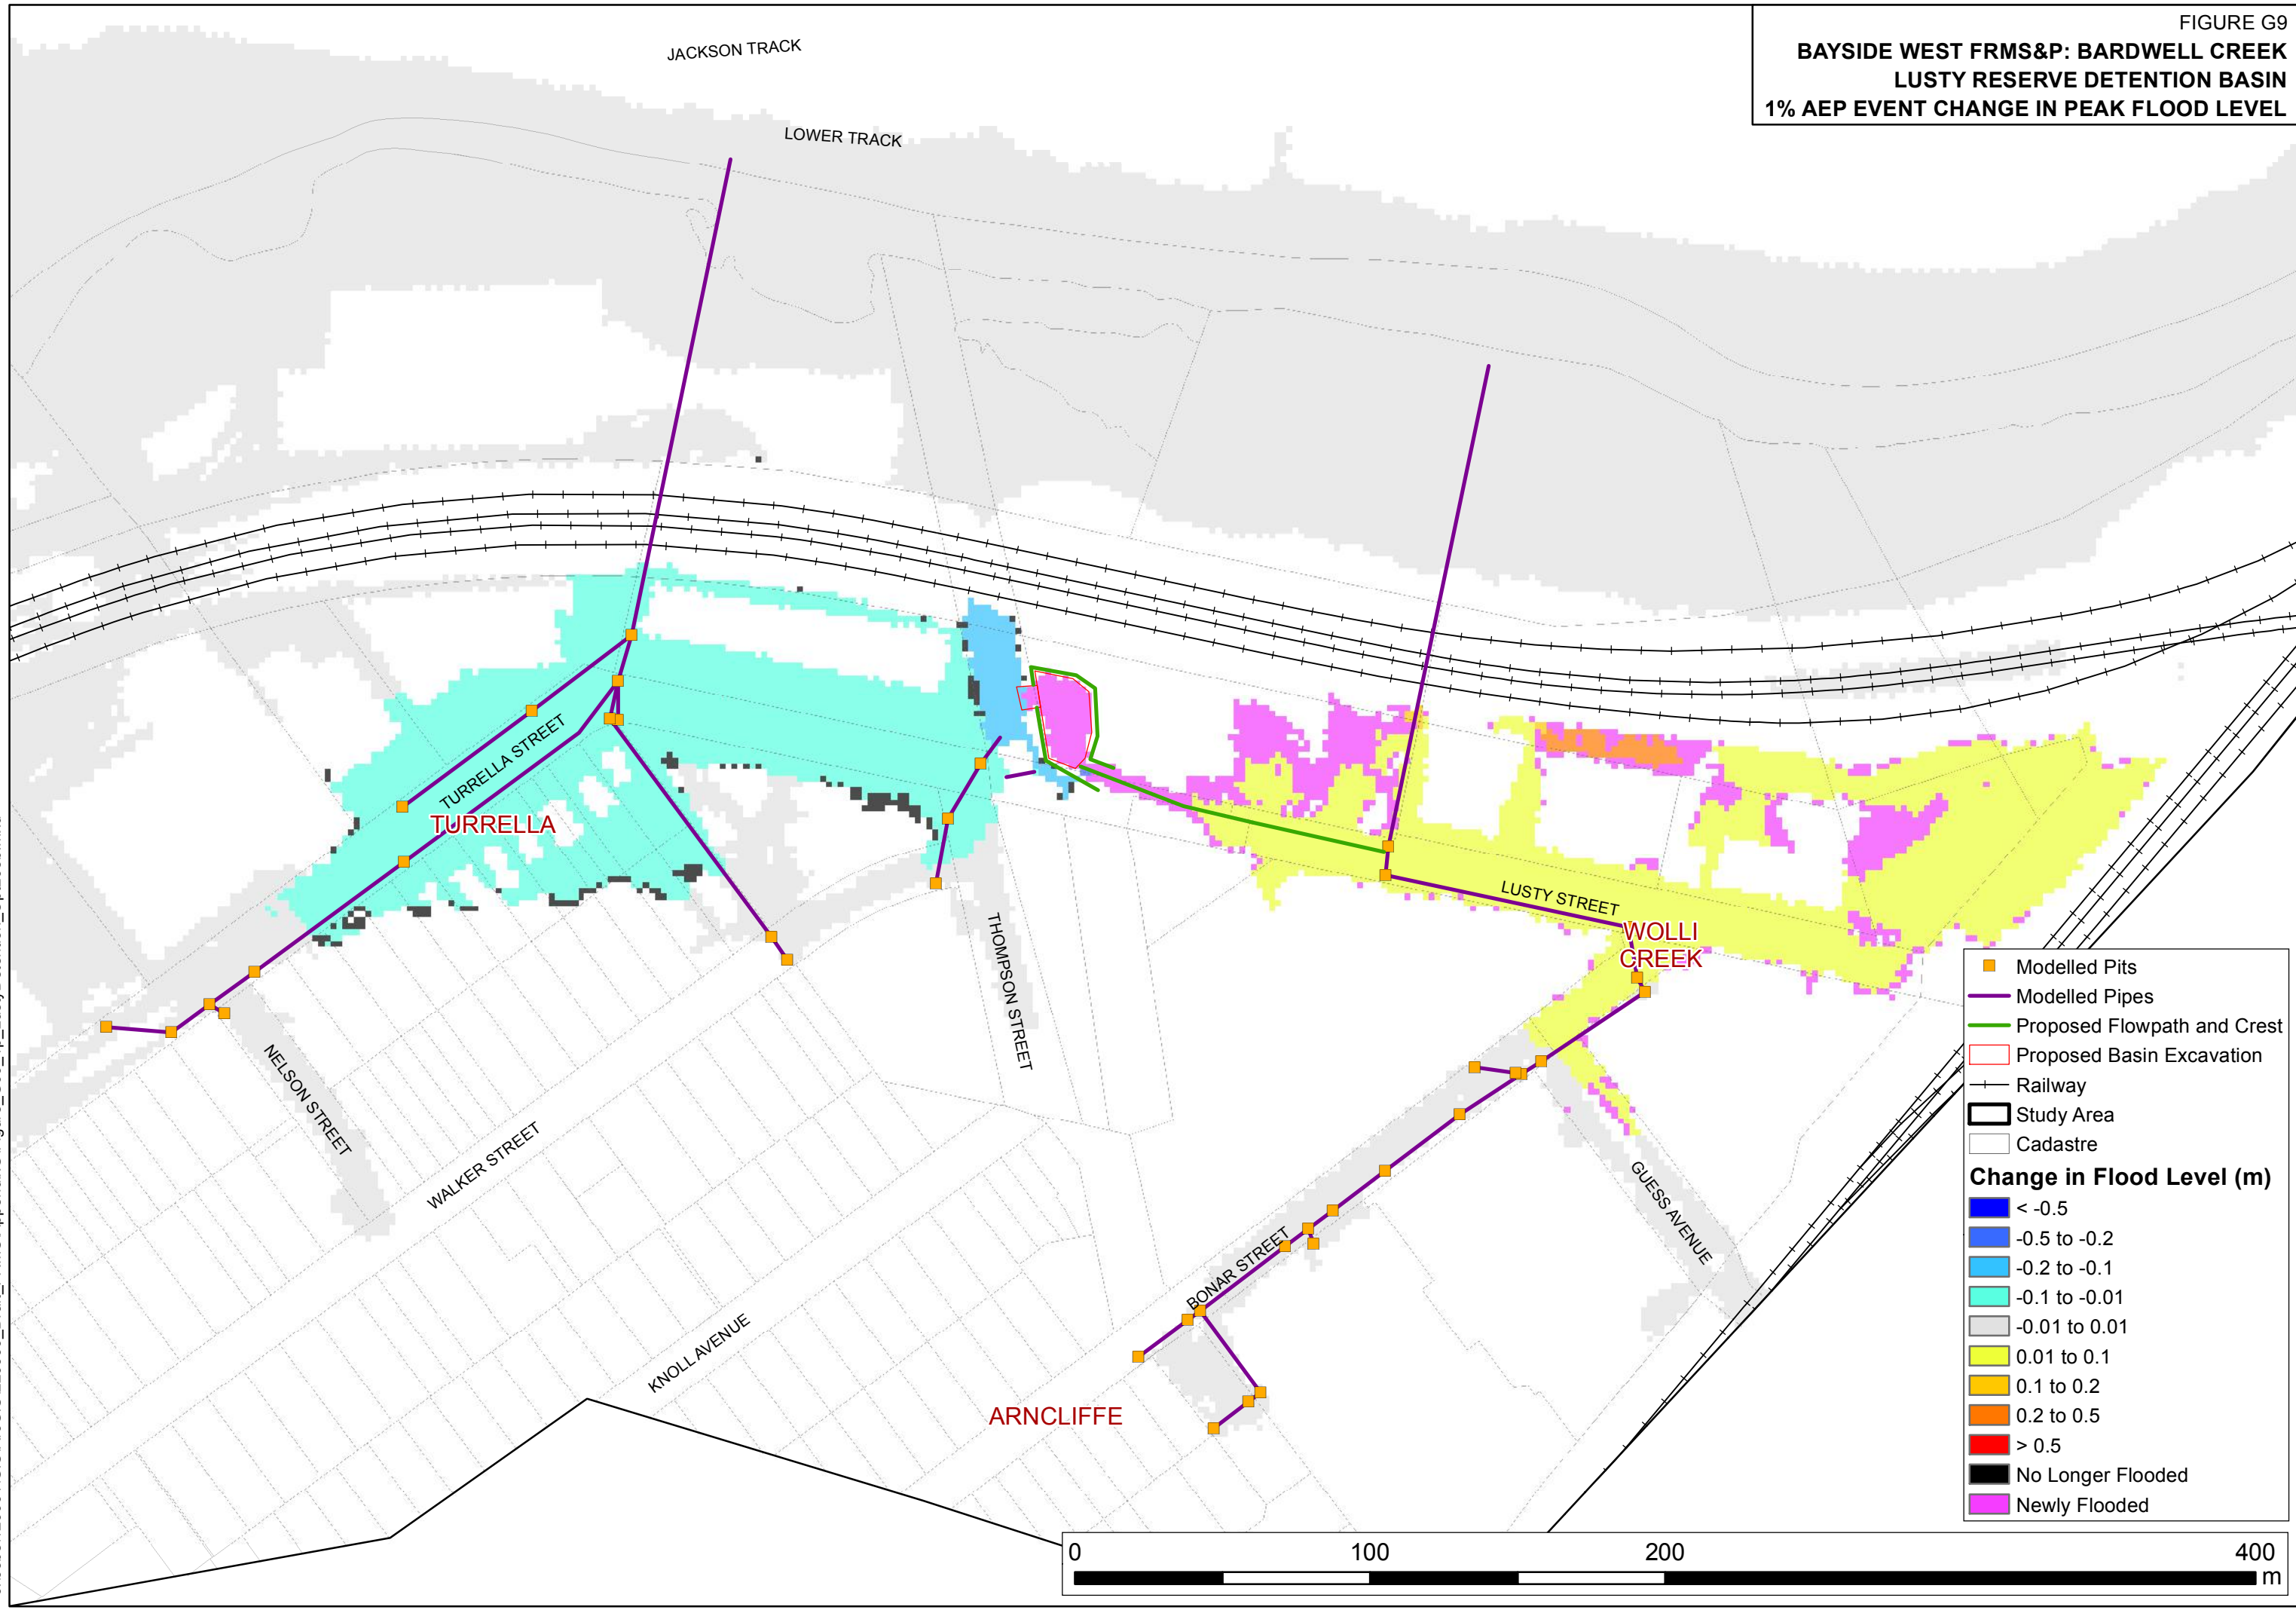 FIGURE G9
BAYSIDE WEST FRMS&P: BARDWELL CREEK
LUSTY RESERVE DETENTION BASIN
1% AEP EVENT CHANGE IN PEAK FLOOD LEVEL
JACKSON TRACK
LOWER TRACK
TURRELLA STREET
TURRELLA
LUSTY STREET
WOLLI
CREEK
THOMPSON STREET
NELSON STREET
WALKER STREET
GUESS AVENUE
BONAR STREET
KNOLL AVENUE
ARNCLIFFE
Modelled Pits
Modelled Pipes
Proposed Flowpath and Crest
Proposed Basin Excavation
Railway
Study Area
Cadastre
Change in Flood Level (m)
< -0.5
-0.5 to -0.2
-0.2 to -0.1
-0.1 to -0.01
-0.01 to 0.01
0.01 to 0.1
0.1 to 0.2
0.2 to 0.5
> 0.5
No Longer Flooded
Newly Flooded
0 100 200 400
m